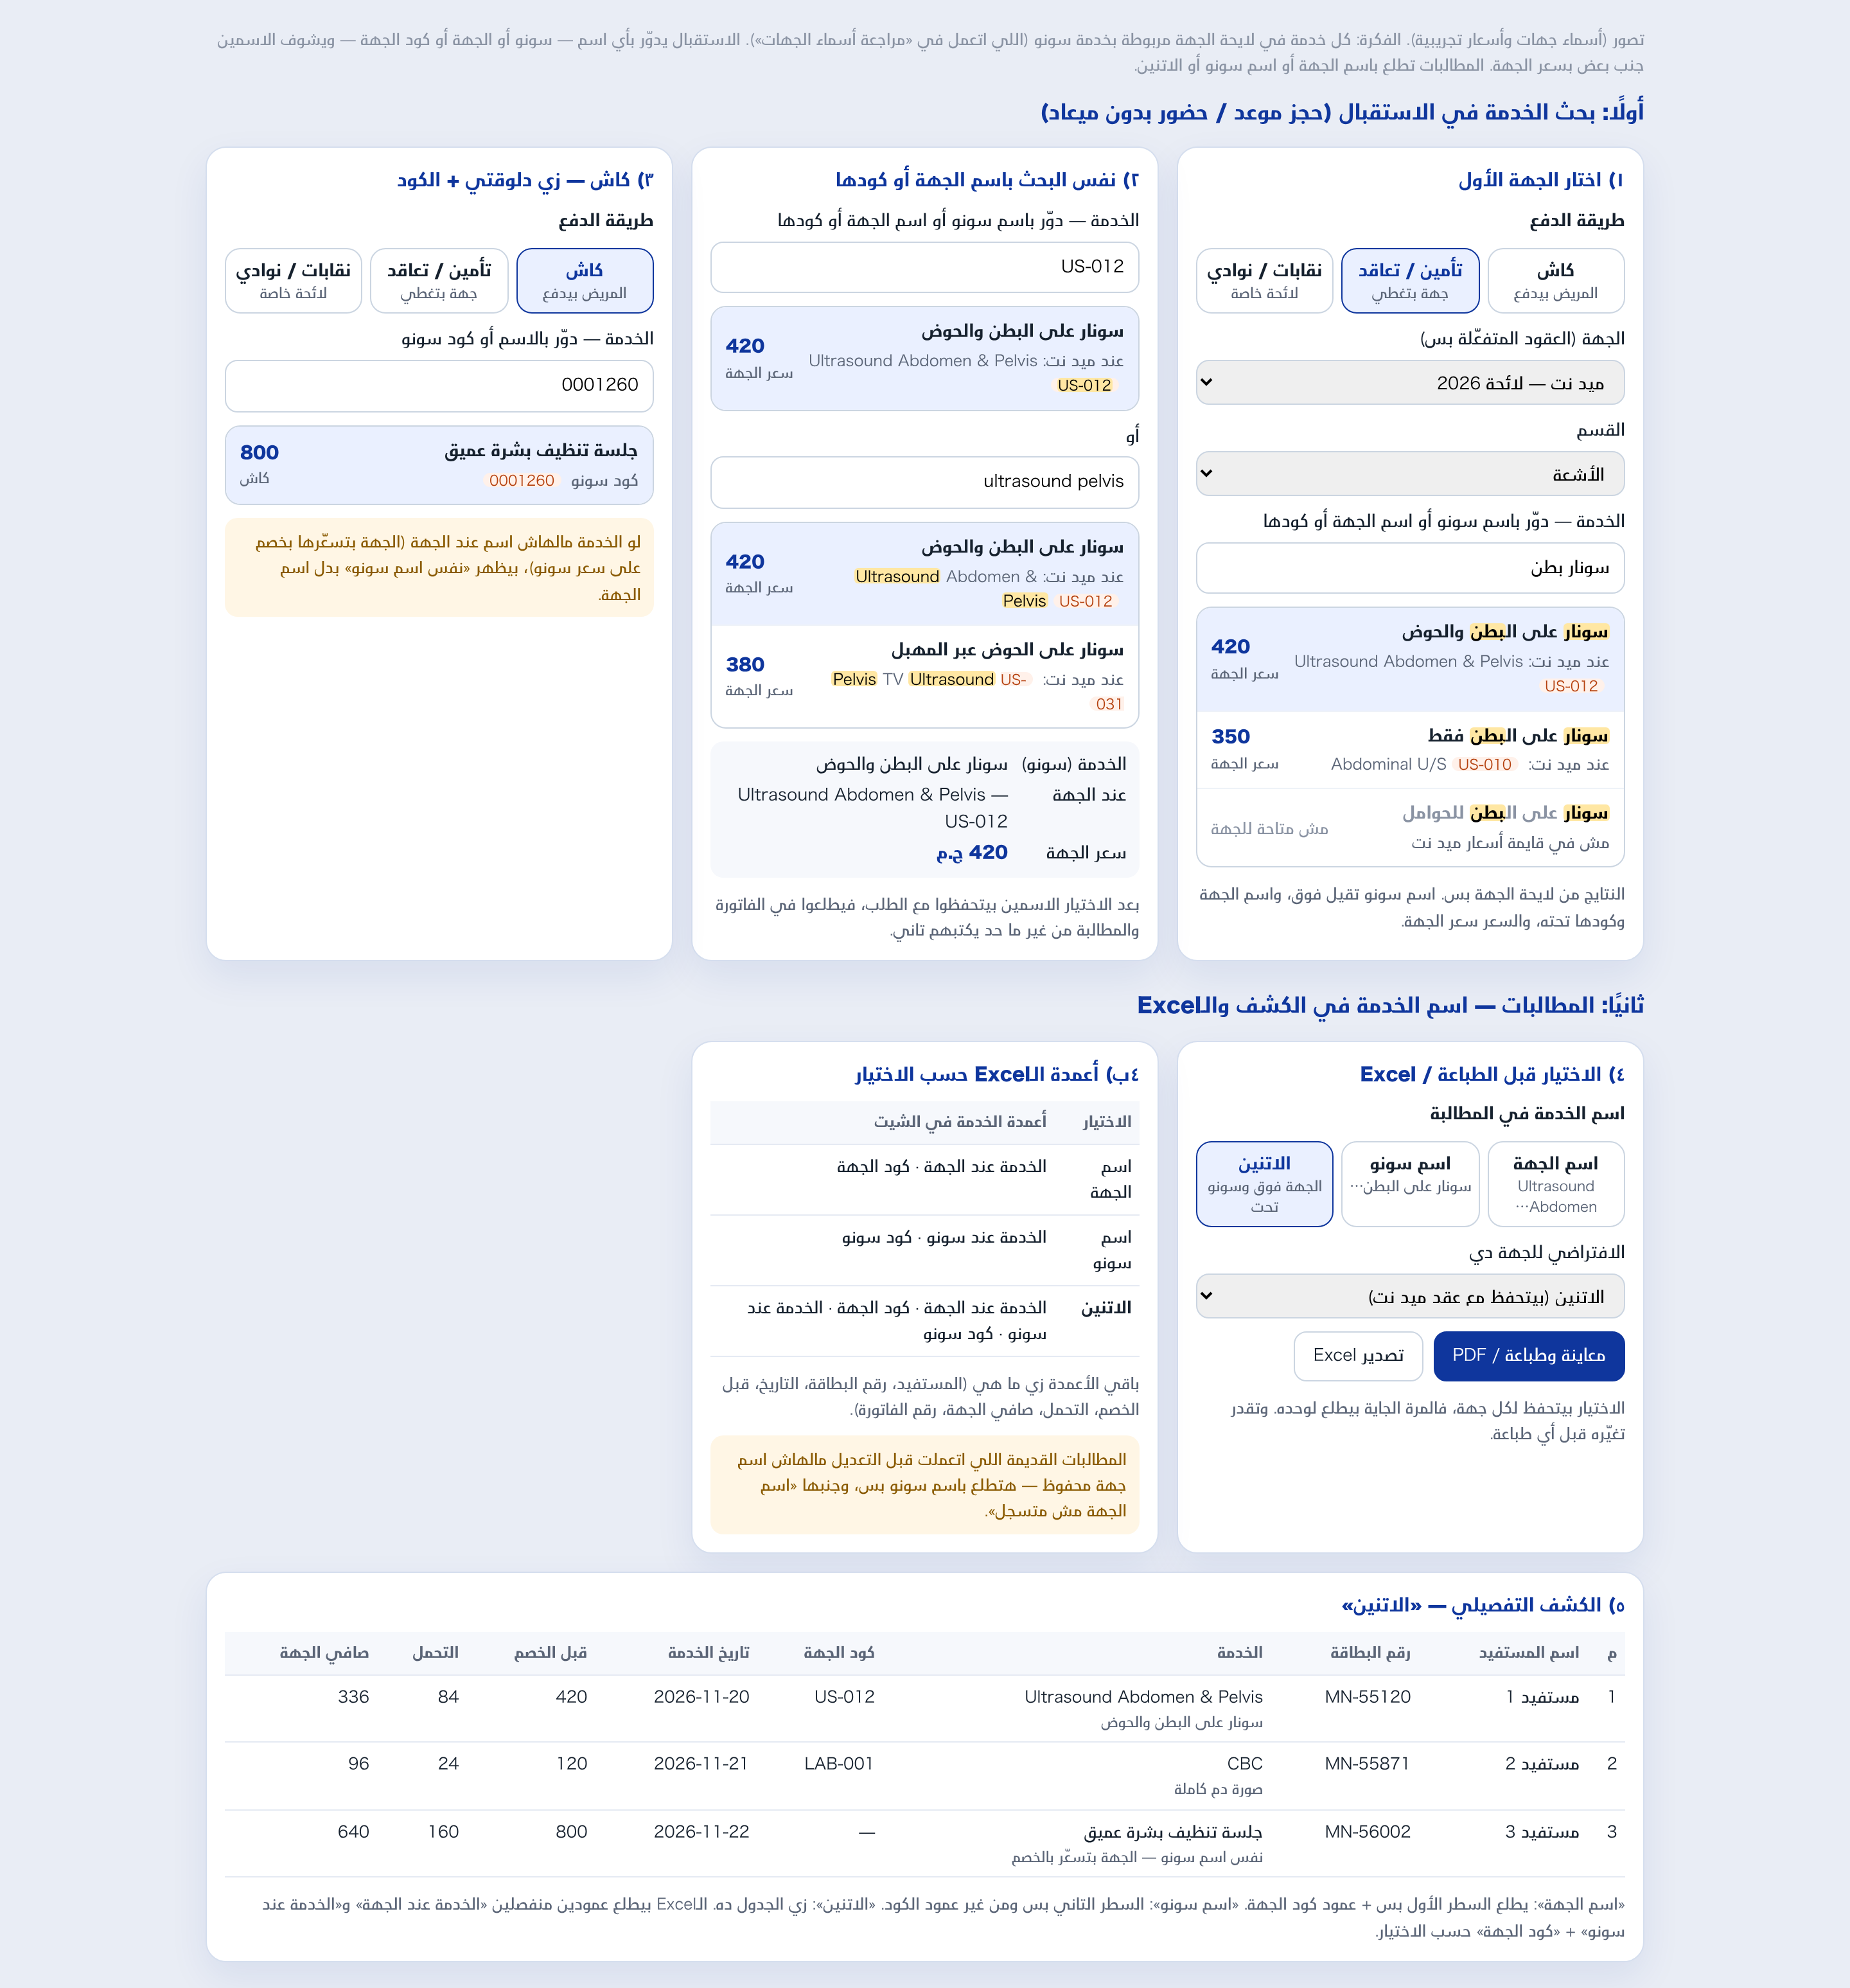 تصور (أسماء جهات وأسعار تجريبية). الفكرة: كل خدمة في لايحة الجهة مربوطة بخدمة سونو (اللي اتعمل في «مراجعة أسماء الجهات»). الاستقبال يدوّر بأي اسم — سونو أو الجهة أو كود الجهة — ويشوف الاسمين
جنب بعض بسعر الجهة. المطالبات تطلع باسم الجهة أو اسم سونو أو الاتنين.
أولًا: بحث الخدمة في الاستقبال (حجز موعد / حضور بدون ميعاد)
١) اختار الجهة الأول
طريقة الدفع
كاش
المريض بيدفع
تأمين / تعاقد
جهة بتغطي
نقابات / نوادي
لائحة خاصة
الجهة (العقود المتفعّلة بس)
ميد نت — لائحة 2026
القسم
الأشعة
الخدمة — دوّر باسم سونو أو اسم الجهة أو كودها
سونار بطن
سونار على البطن والحوض
عند ميد نت: Ultrasound Abdomen & Pelvis
US-012
420
سعر الجهة
سونار على البطن فقط
عند ميد نت: Abdominal U/S US-010
350
سعر الجهة
سونار على البطن للحوامل
مش في قايمة أسعار ميد نت
مش متاحة للجهة
النتايج من لايحة الجهة بس. اسم سونو تقيل فوق، واسم الجهة
وكودها تحته، والسعر سعر الجهة.
٢) نفس البحث باسم الجهة أو كودها
الخدمة — دوّر باسم سونو أو اسم الجهة أو كودها
US-012
سونار على البطن والحوض
عند ميد نت: Ultrasound Abdomen & Pelvis
US-012
420
سعر الجهة
أو
ultrasound pelvis
سونار على البطن والحوض
عند ميد نت: Ultrasound Abdomen &
Pelvis US-012
420
سعر الجهة
سونار على الحوض عبر المهبل
عند ميد نت: Pelvis TV Ultrasound US-
031
380
سعر الجهة
الخدمة (سونو) سونار على البطن والحوض
عند الجهة Ultrasound Abdomen & Pelvis —
US-012
سعر الجهة 420 ج.م
بعد الاختيار الاسمين بيتحفظوا مع الطلب، فيطلعوا في الفاتورة
والمطالبة من غير ما حد يكتبهم تاني.
٣) كاش — زي دلوقتي + الكود
طريقة الدفع
كاش
المريض بيدفع
تأمين / تعاقد
جهة بتغطي
نقابات / نوادي
لائحة خاصة
الخدمة — دوّر بالاسم أو كود سونو
0001260
جلسة تنظيف بشرة عميق
كود سونو 0001260
800
كاش
لو الخدمة مالهاش اسم عند الجهة (الجهة بتسعّرها بخصم
على سعر سونو)، بيظهر «نفس اسم سونو» بدل اسم
الجهة.
ثانيًا: المطالبات — اسم الخدمة في الكشف والـExcel
٤) الاختيار قبل الطباعة / Excel
اسم الخدمة في المطالبة
اسم الجهة
Ultrasound
Abdomen…
اسم سونو
سونار على البطن…
الاتنين
الجهة فوق وسونو
تحت
الافتراضي للجهة دي
الاتنين (بيتحفظ مع عقد ميد نت)
معاينة وطباعة / PDF
تصدير Excel
الاختيار بيتحفظ لكل جهة، فالمرة الجاية بيطلع لوحده. وتقدر
تغيّره قبل أي طباعة.
٤ب) أعمدة الـExcel حسب الاختيار
الاختيار أعمدة الخدمة في الشيت
اسم الجهة الخدمة عند الجهة · كود الجهة
اسم سونو الخدمة عند سونو · كود سونو
الاتنين الخدمة عند الجهة · كود الجهة · الخدمة عند
سونو · كود سونو
باقي الأعمدة زي ما هي (المستفيد، رقم البطاقة، التاريخ، قبل
الخصم، التحمل، صافي الجهة، رقم الفاتورة).
المطالبات القديمة اللي اتعملت قبل التعديل مالهاش اسم
جهة محفوظ — هتطلع باسم سونو بس، وجنبها «اسم
الجهة مش متسجل».
٥) الكشف التفصيلي — «الاتنين»
م اسم المستفيد رقم البطاقة الخدمة كود الجهة تاريخ الخدمة قبل الخصم التحمل صافي الجهة
1 مستفيد 1 MN-55120 Ultrasound Abdomen & Pelvis US-012 2026-11-20 420 84 336
سونار على البطن والحوض
2 مستفيد 2 MN-55871 CBC LAB-001 2026-11-21 120 24 96
صورة دم كاملة
3 مستفيد 3 MN-56002 جلسة تنظيف بشرة عميق — 2026-11-22 800 160 640
نفس اسم سونو — الجهة بتسعّر بالخصم
«اسم الجهة»: يطلع السطر الأول بس + عمود كود الجهة. «اسم سونو»: السطر التاني بس ومن غير عمود الكود. «الاتنين»: زي الجدول ده. الـExcel بيطلع عمودين منفصلين «الخدمة عند الجهة» و«الخدمة عند
سونو» + «كود الجهة» حسب الاختيار.